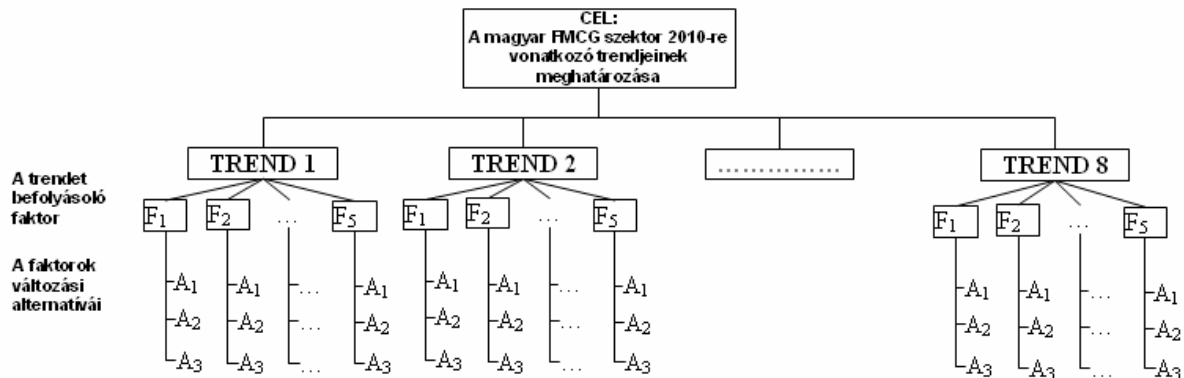 CEL:
A magyar FMCG szektor 2010-re
vonatkozó trendjeinek
meghatározása
TREND 1 TREND 2 ............... TREND 8
A trendet
befolyásoló
faktor
F1 F2 ... F5 F1 F2 ... F5 F1 F2 ... F5
A faktorok
változási
alternatívái
A1 A1 ... A1 A1 A1 ... A1 A1 A1 ... A1
A2 A2 ... A2 A2 A2 ... A2 A2 A2 ... A2
A3 A3 ... A3 A3 A3 ... A3 A3 A3 ... A3